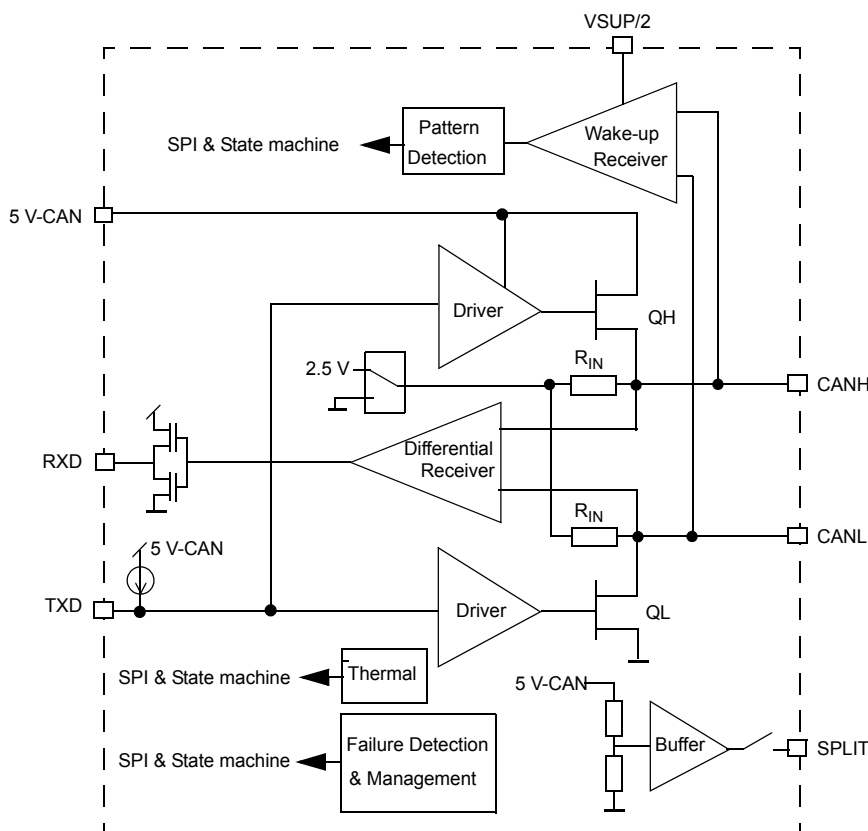 VSUP/2
Pattern
Detection
Wake-up
Receiver
SPI & State machine
5 V-CAN
Driver
QH
2.5 V
RIN
CANH
Differential
Receiver
RXD
RIN
CANL
5 V-CAN
TXD
Driver
QL
SPI & State machine
Thermal
5 V-CAN
Failure Detection
& Management
SPI & State machine
Buffer
SPLIT